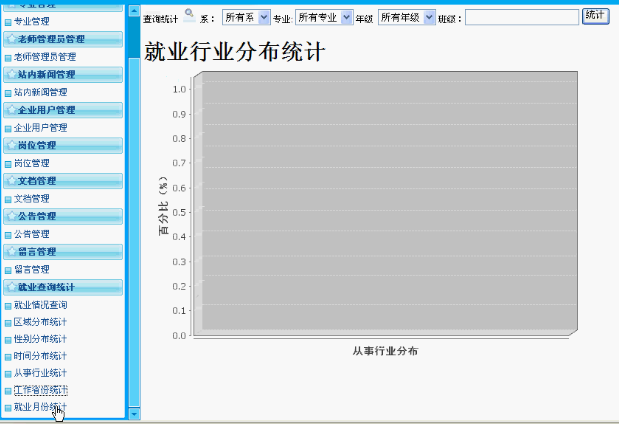 专业管理
专业管理
老师管理员管理
老师管理员管理
站内新闻管理
站内新闻管理
企业用户管理
企业用户管理
岗位管理
岗位管理
文档管理
文档管理
公告管理
公告管理
留言管理
留言管理
就业查询统计
就业情况查询
区域分布统计
性别分布统计
时间分布统计
从事行业统计
工作省份统计
就业月份统计
查询统计 系： 所有系 专业: 所有专业 年级 所有年级 班级： 统计
就业行业分布统计
1.0
0.9
0.8
0.7
0.6
0.5
0.4
0.3
0.2
0.1
0.0
百分比（%）
从事行业分布